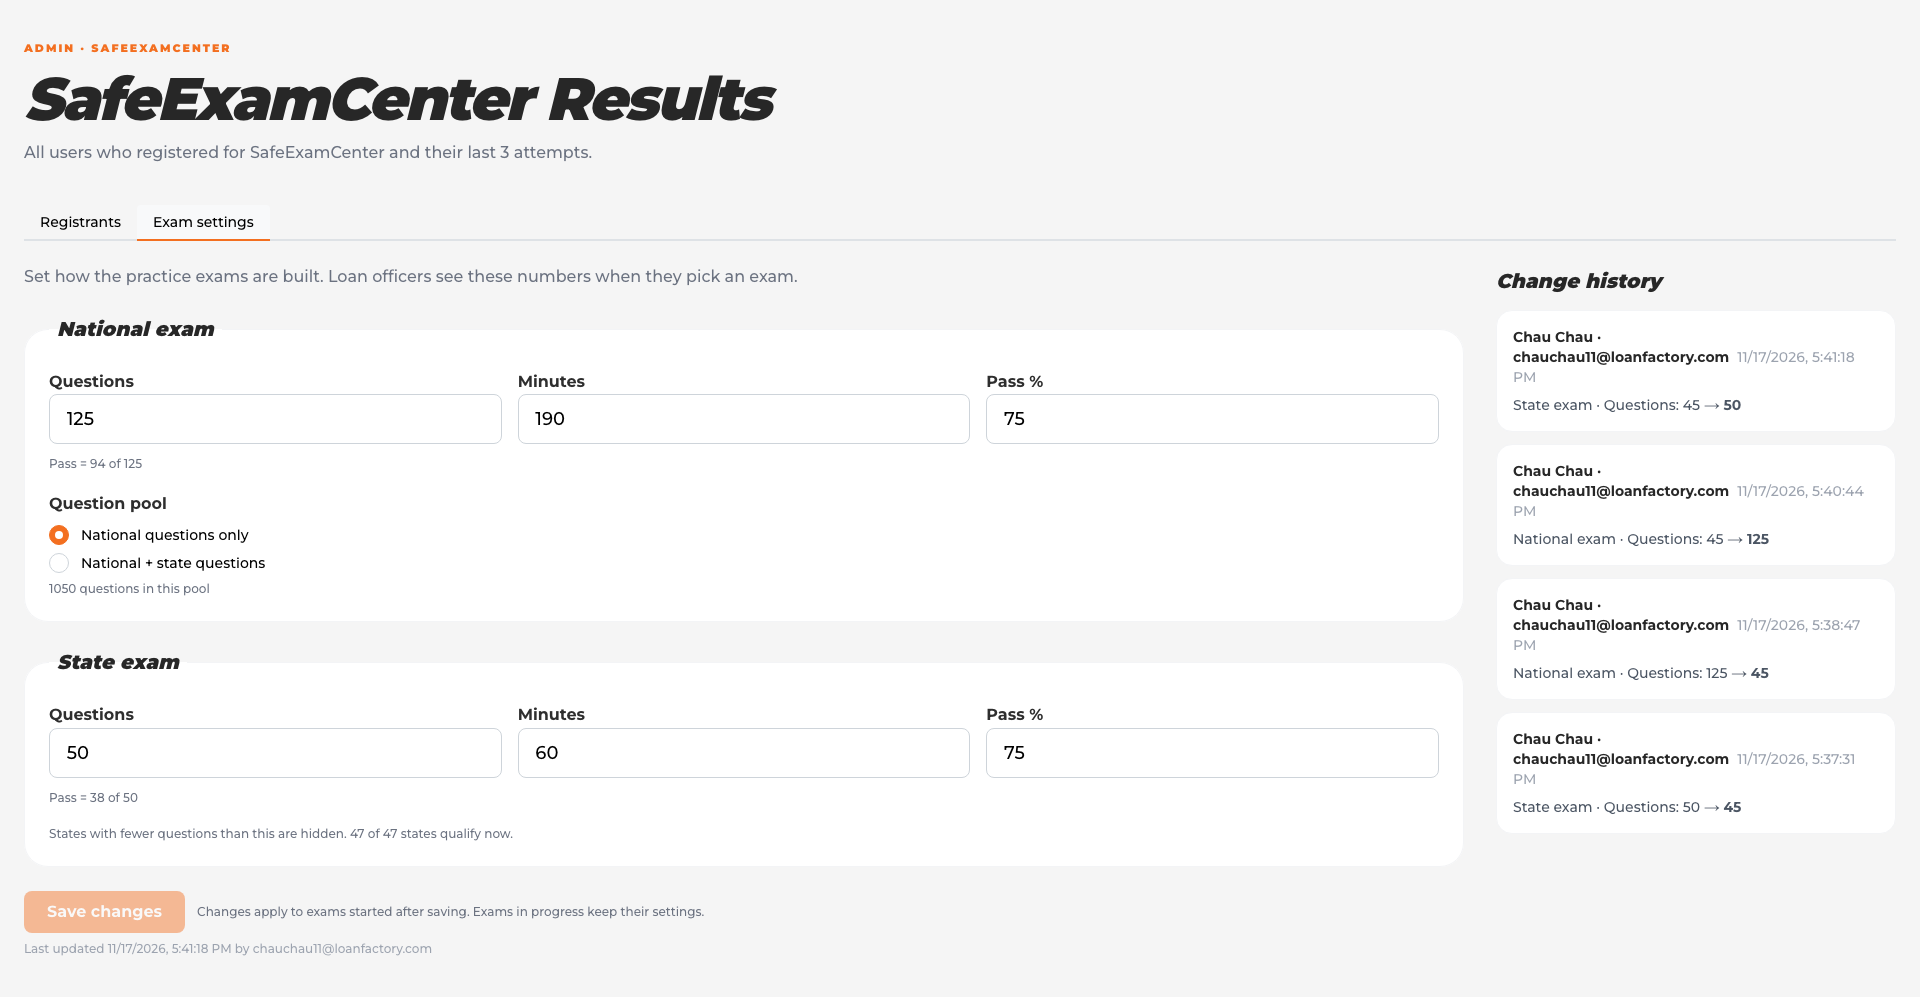 ADMIN · SAFEEXAMCENTER
SafeExamCenter Results
All users who registered for SafeExamCenter and their last 3 attempts.
Registrants
Exam settings
Set how the practice exams are built. Loan officers see these numbers when they pick an exam.
National exam
Questions
Minutes
Pass %
125
190
75
Pass = 94 of 125
Question pool
National questions only
National + state questions
1050 questions in this pool
State exam
Questions
Minutes
Pass %
50
60
75
Pass = 38 of 50
States with fewer questions than this are hidden. 47 of 47 states qualify now.
Save changes
Changes apply to exams started after saving. Exams in progress keep their settings.
Last updated 11/17/2026, 5:41:18 PM by chauchau11@loanfactory.com
Change history
Chau Chau ·
chauchau11@loanfactory.com 11/17/2026, 5:41:18
PM
State exam · Questions: 45 → 50
Chau Chau ·
chauchau11@loanfactory.com 11/17/2026, 5:40:44
PM
National exam · Questions: 45 → 125
Chau Chau ·
chauchau11@loanfactory.com 11/17/2026, 5:38:47
PM
National exam · Questions: 125 → 45
Chau Chau ·
chauchau11@loanfactory.com 11/17/2026, 5:37:31
PM
State exam · Questions: 50 → 45